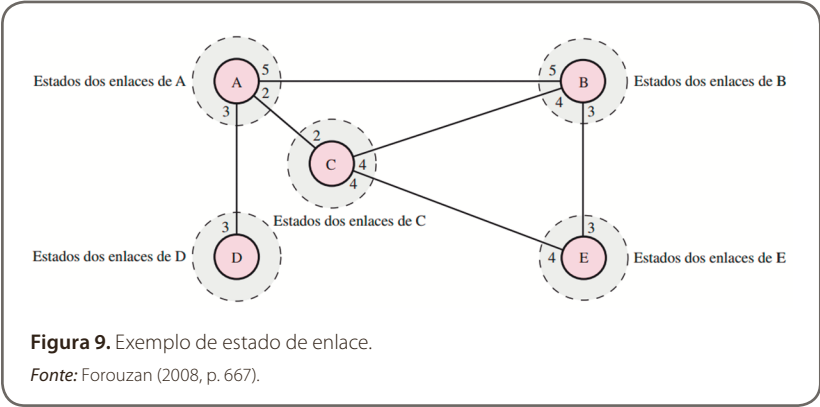 Estados dos enlaces de A
A
5
2
3
5
4
3
B
Estados dos enlaces de B
2
C
4
4
Estados dos enlaces de C
Estados dos enlaces de D
3
D
3
4
E
Estados dos enlaces de E
Figura 9. Exemplo de estado de enlace.
Fonte: Forouzan (2008, p. 667).